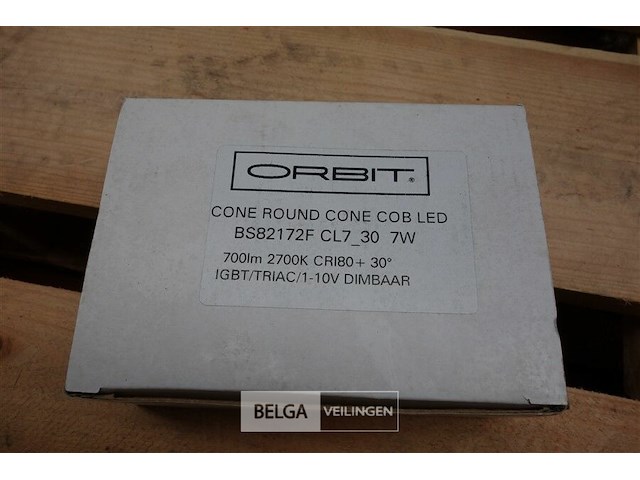 ORBIT®
CONE ROUND CONE COB LED
BS82172F CL7_30 7W
700lm 2700K CRI80+ 30°
IGBT/TRIAC/1-10V DIMBAAR
BELGA VEILINGEN